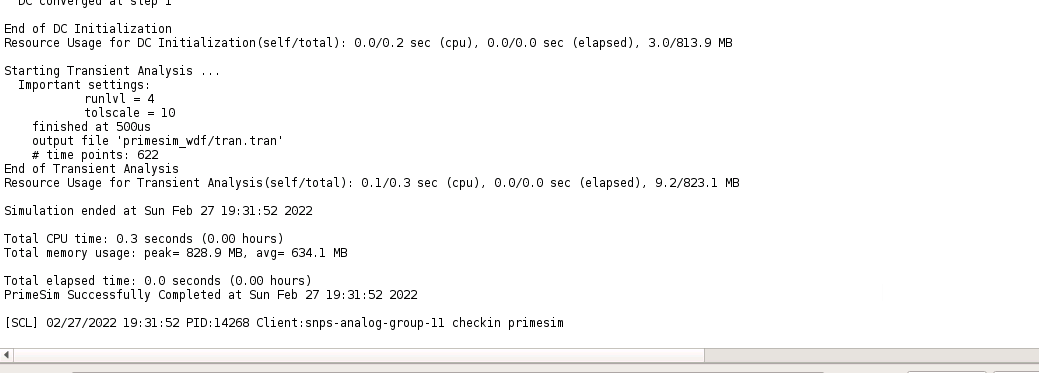 DC converged at step 1
End of DC Initialization
Resource Usage for DC Initialization(self/total): 0.0/0.2 sec (cpu), 0.0/0.0 sec (elapsed), 3.0/813.9 MB
Starting Transient Analysis ...
Important settings:
runlvl = 4
tolscale = 10
finished at 500us
output file 'primesim_wdf/tran.tran'
# time points: 622
End of Transient Analysis
Resource Usage for Transient Analysis(self/total): 0.1/0.3 sec (cpu), 0.0/0.0 sec (elapsed), 9.2/823.1 MB
Simulation ended at Sun Feb 27 19:31:52 2022
Total CPU time: 0.3 seconds (0.00 hours)
Total memory usage: peak= 828.9 MB, avg= 634.1 MB
Total elapsed time: 0.0 seconds (0.00 hours)
PrimeSim Successfully Completed at Sun Feb 27 19:31:52 2022
[SCL] 02/27/2022 19:31:52 PID:14268 Client:snps-analog-group-11 checkin primesim